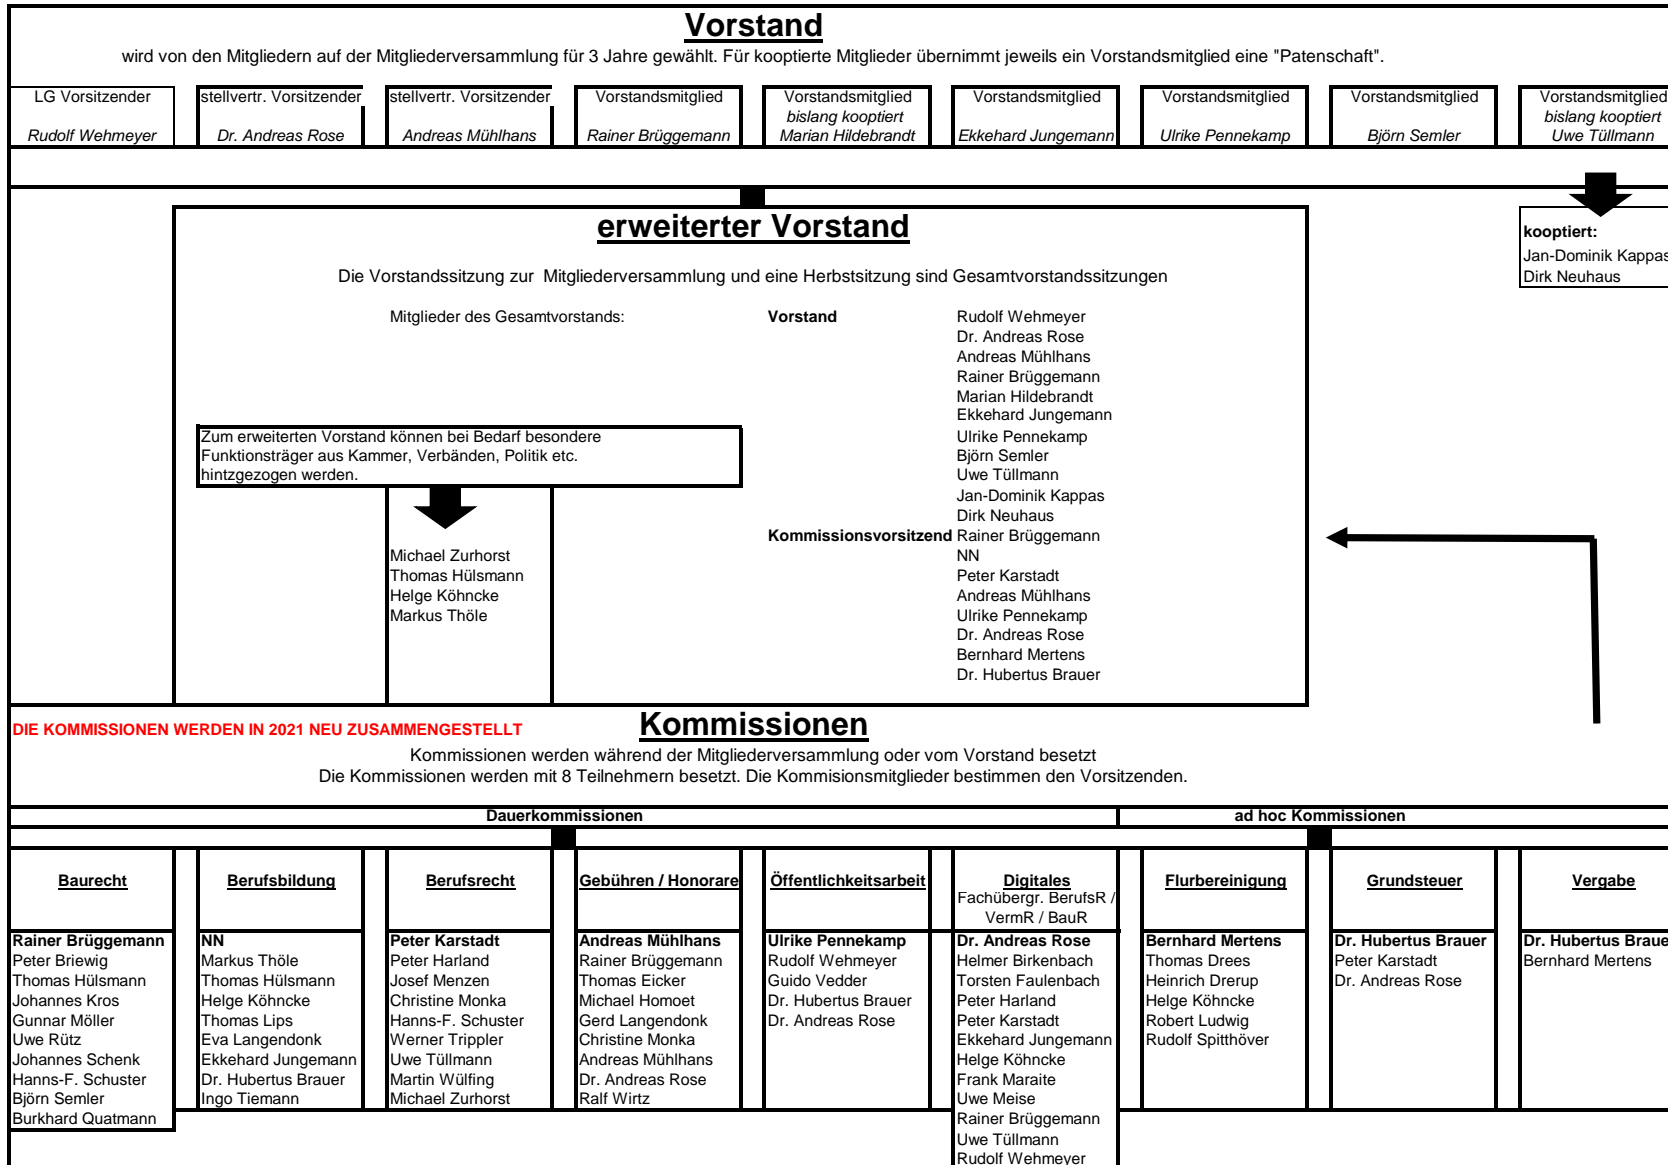 Vorstand
wird von den Mitgliedern auf der Mitgliederversammlung für 3 Jahre gewählt. Für kooptierte Mitglieder übernimmt jeweils ein Vorstandsmitglied eine "Patenschaft".
LG Vorsitzender
Rudolf Wehmeyer
stellvertr. Vorsitzender
Dr. Andreas Rose
stellvertr. Vorsitzender
Andreas Mühlhans
Vorstandsmitglied
Rainer Brüggemann
Vorstandsmitglied
bislang kooptiert
Marian Hildebrandt
Vorstandsmitglied
Ekkehard Jungemann
Vorstandsmitglied
Ulrike Pennekamp
Vorstandsmitglied
Björn Semler
Vorstandsmitglied
bislang kooptiert
Uwe Tüllmann
kooptiert:
Jan-Dominik Kappas
Dirk Neuhaus
erweiterter Vorstand
Die Vorstandssitzung zur Mitgliederversammlung und eine Herbstsitzung sind Gesamtvorstandssitzungen
Mitglieder des Gesamtvorstands:
Vorstand
Rudolf Wehmeyer
Dr. Andreas Rose
Andreas Mühlhans
Rainer Brüggemann
Marian Hildebrandt
Ekkehard Jungemann
Ulrike Pennekamp
Björn Semler
Uwe Tüllmann
Jan-Dominik Kappas
Dirk Neuhaus
Kommissionsvorsitzend
Rainer Brüggemann
NN
Peter Karstadt
Andreas Mühlhans
Ulrike Pennekamp
Dr. Andreas Rose
Bernhard Mertens
Dr. Hubertus Brauer
Zum erweiterten Vorstand können bei Bedarf besondere
Funktionsträger aus Kammer, Verbänden, Politik etc.
hintzgezogen werden.
Michael Zurhorst
Thomas Hülsmann
Helge Köhncke
Markus Thöle
DIE KOMMISSIONEN WERDEN IN 2021 NEU ZUSAMMENGESTELLT
Kommissionen
Kommissionen werden während der Mitgliederversammlung oder vom Vorstand besetzt
Die Kommissionen werden mit 8 Teilnehmern besetzt. Die Kommisionsmitglieder bestimmen den Vorsitzenden.
Dauerkommissionen
ad hoc Kommissionen
Baurecht
Rainer Brüggemann
Peter Briewig
Thomas Hülsmann
Johannes Kros
Gunnar Möller
Uwe Rütz
Johannes Schenk
Hanns-F. Schuster
Björn Semler
Burkhard Quatmann
Berufsbildung
NN
Markus Thöle
Thomas Hülsmann
Helge Köhncke
Thomas Lips
Eva Langendonk
Ekkehard Jungemann
Dr. Hubertus Brauer
Ingo Tiemann
Berufsrecht
Peter Karstadt
Peter Harland
Josef Menzen
Christine Monka
Hanns-F. Schuster
Werner Trippler
Uwe Tüllmann
Martin Wülfing
Michael Zurhorst
Gebühren / Honorare
Andreas Mühlhans
Rainer Brüggemann
Thomas Eicker
Michael Homoet
Gerd Langendonk
Christine Monka
Andreas Mühlhans
Dr. Andreas Rose
Ralf Wirtz
Öffentlichkeitsarbeit
Ulrike Pennekamp
Rudolf Wehmeyer
Guido Vedder
Dr. Hubertus Brauer
Dr. Andreas Rose
Digitales
Fachübergr. BerufsR /
VermR / BauR
Dr. Andreas Rose
Helmer Birkenbach
Torsten Faulenbach
Peter Harland
Peter Karstadt
Ekkehard Jungemann
Helge Köhncke
Frank Maraite
Uwe Meise
Rainer Brüggemann
Uwe Tüllmann
Rudolf Wehmeyer
Flurbereinigung
Bernhard Mertens
Thomas Drees
Heinrich Drerup
Helge Köhncke
Robert Ludwig
Rudolf Spitthöver
Grundsteuer
Dr. Hubertus Brauer
Peter Karstadt
Dr. Andreas Rose
Vergabe
Dr. Hubertus Braue
Bernhard Mertens